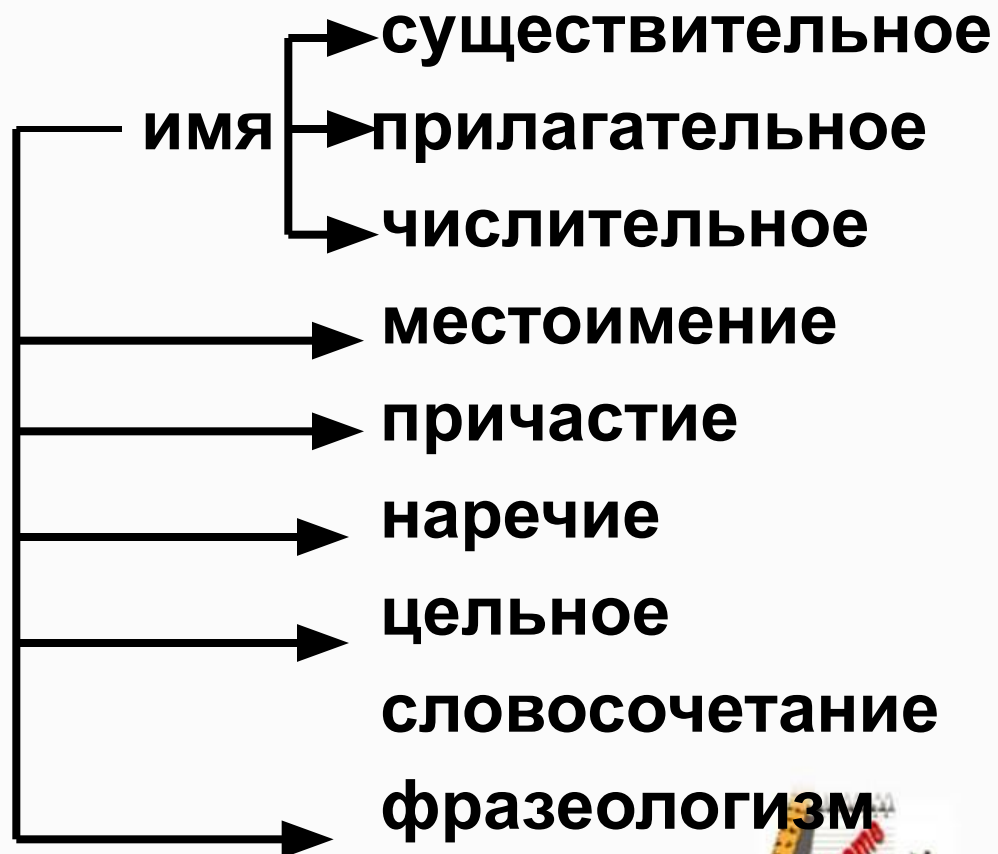 существительное
имя прилагательное
числительное
местоимение
причастие
наречие
цельное
словосочетание
фразеологизм